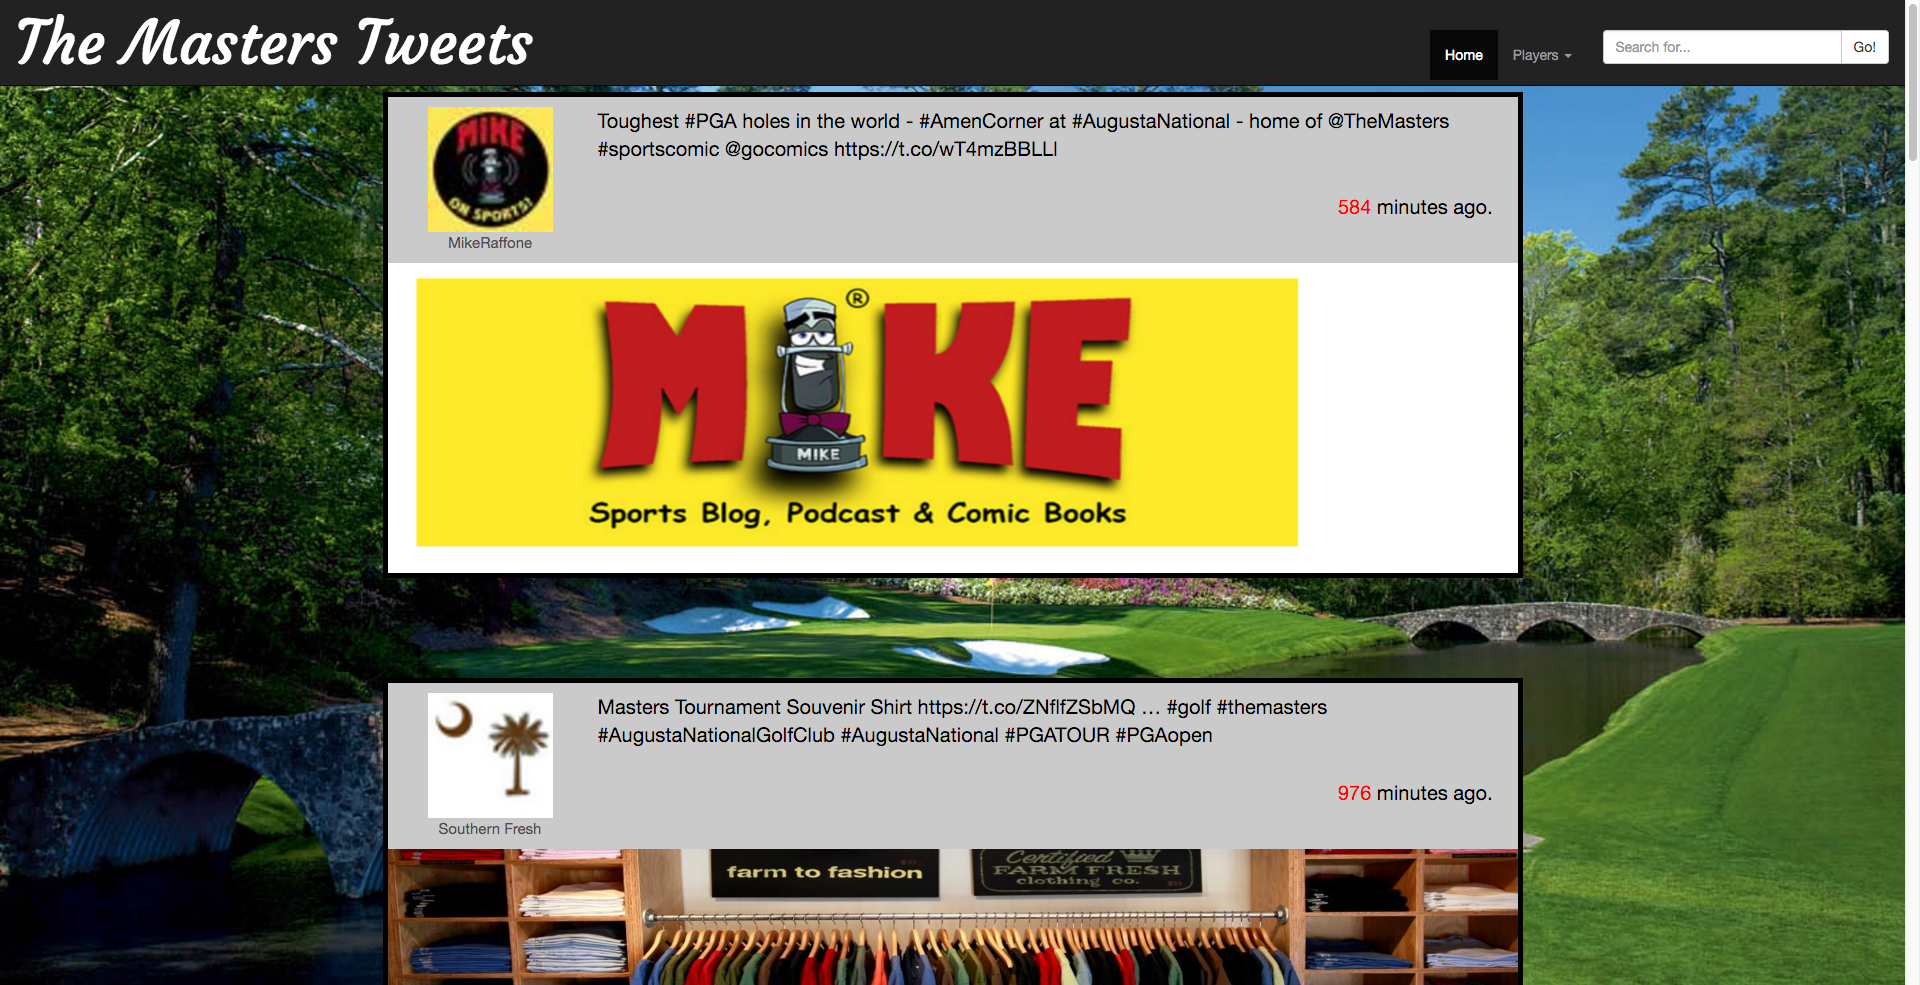 The Masters Tweets
Home
Players
Search for...
Go!
MIKE
ON SPORTS!
MikeRaffone
Toughest #PGA holes in the world - #AmenCorner at #AugustaNational - home of @TheMasters
#sportscomic @gocomics https://t.co/wT4mzBBLLl
584 minutes ago.
MIKE
®
MIKE
Sports Blog, Podcast & Comic Books
Southern Fresh
Masters Tournament Souvenir Shirt https://t.co/ZNflfZSbMQ … #golf #themasters
#AugustaNationalGolfClub #AugustaNational #PGATOUR #PGAopen
976 minutes ago.
farm to fashion
Certified
FARM FRESH
clothing co.